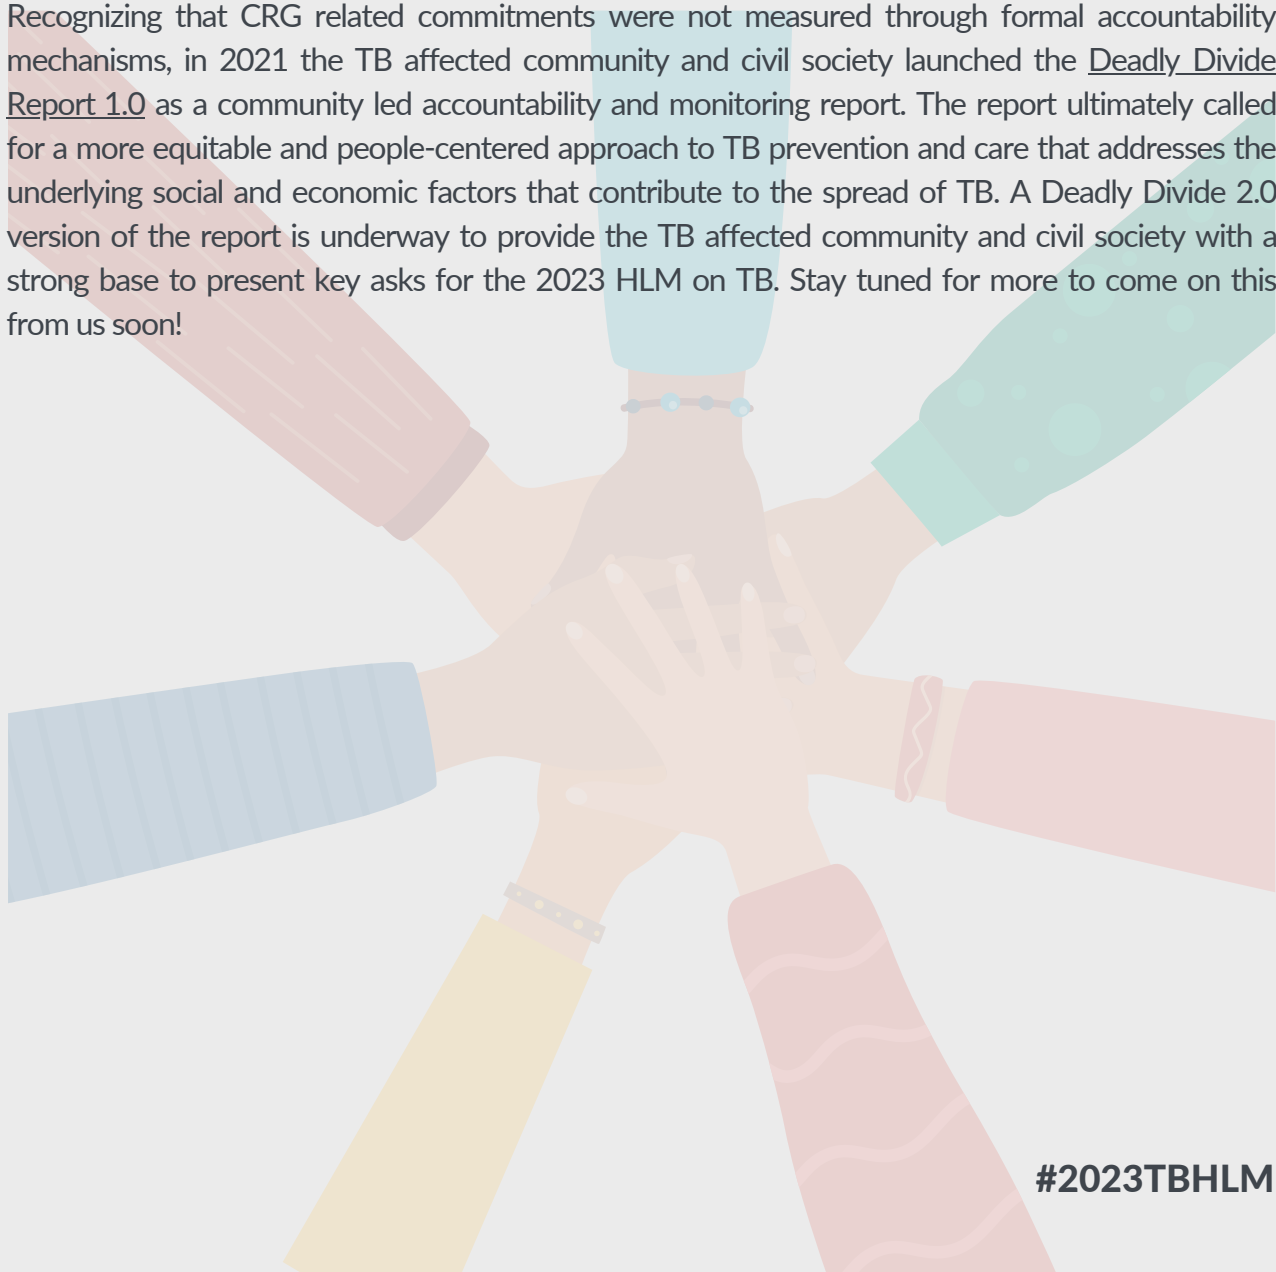 Recognizing that CRG related commitments were not measured through formal accountability
mechanisms, in 2021 the TB affected community and civil society launched the Deadly Divide
Report 1.0 as a community led accountability and monitoring report. The report ultimately called
for a more equitable and people-centered approach to TB prevention and care that addresses the
underlying social and economic factors that contribute to the spread of TB. A Deadly Divide 2.0
version of the report is underway to provide the TB affected community and civil society with a
strong base to present key asks for the 2023 HLM on TB. Stay tuned for more to come on this
from us soon!
#2023TBHLM